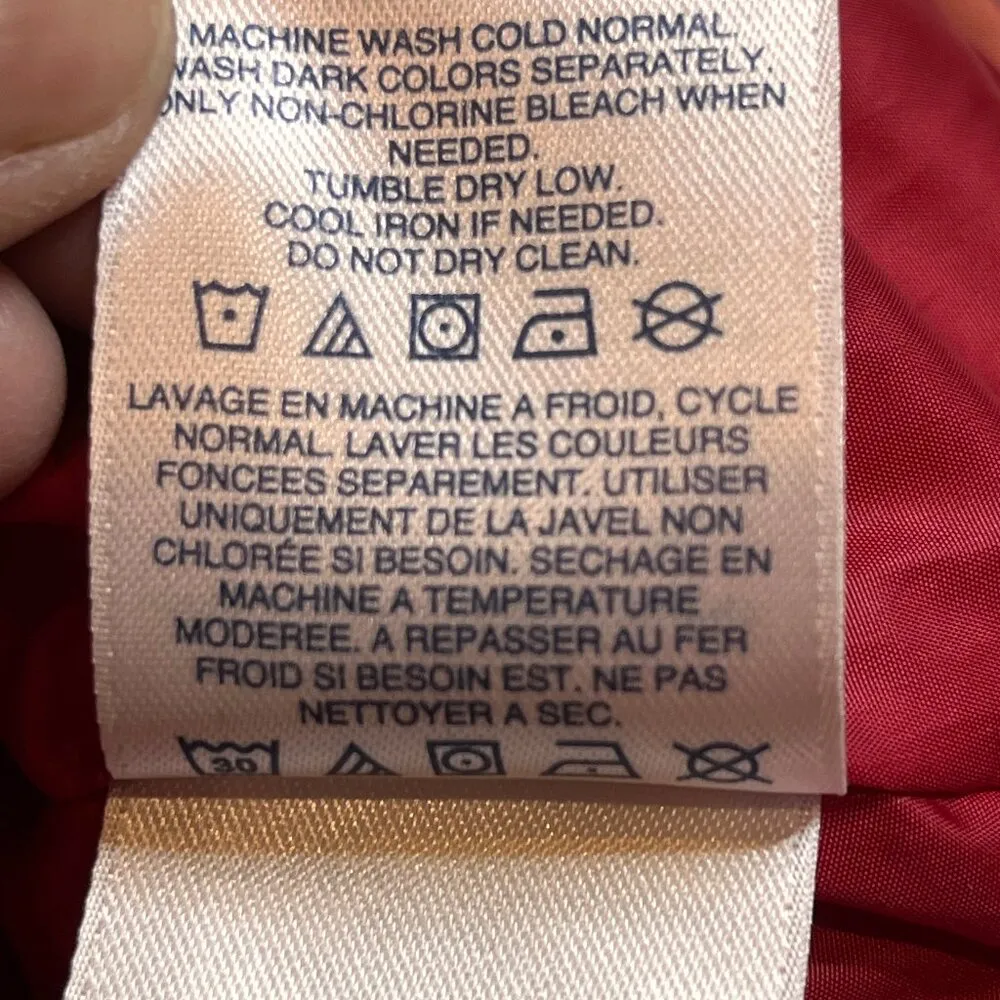 MACHINE WASH COLD NORMAL.
WASH DARK COLORS SEPARATELY.
ONLY NON-CHLORINE BLEACH WHEN
NEEDED.
TUMBLE DRY LOW.
COOL IRON IF NEEDED.
DO NOT DRY CLEAN.
LAVAGE EN MACHINE A FROID, CYCLE
NORMAL. LAVER LES COULEURS
FONCEES SEPAREMENT. UTILISER
UNIQUEMENT DE LA JAVEL NON
CHLORÉE SI BESOIN. SECHAGE EN
MACHINE A TEMPERATURE
MODEREE. A REPASSER AU FER
FROID SI BESOIN EST. NE PAS
NETTOYER A SEC.
30